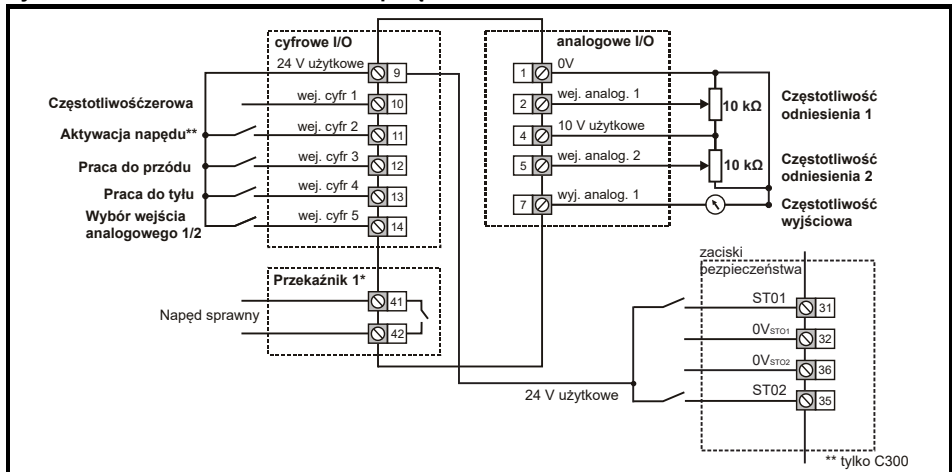 cyfrowe I/O
24 V użytkowe
9
wej. cyfr 1
10
wej. cyfr 2
11
wej. cyfr 3
12
wej. cyfr 4
13
wej. cyfr 5
14
Częstotliwośćzerowa
Aktywacja napędu**
Praca do przódu
Praca do tyłu
Wybór wejścia
analogowego 1/2
Przekaźnik 1*
41
42
Napęd sprawny
analogowe I/O
1
0V
2
wej. analog. 1
4
10 V użytkowe
5
wej. analog. 2
7
wyj. analog. 1
10 kΩ
10 kΩ
Częstotliwość
odniesienia 1
Częstotliwość
odniesienia 2
Częstotliwość
wyjściowa
zaciski
bezpieczeństwa
ST01
31
0VSTO1
32
0VSTO2
36
ST02
35
24 V użytkowe
** tylko C300